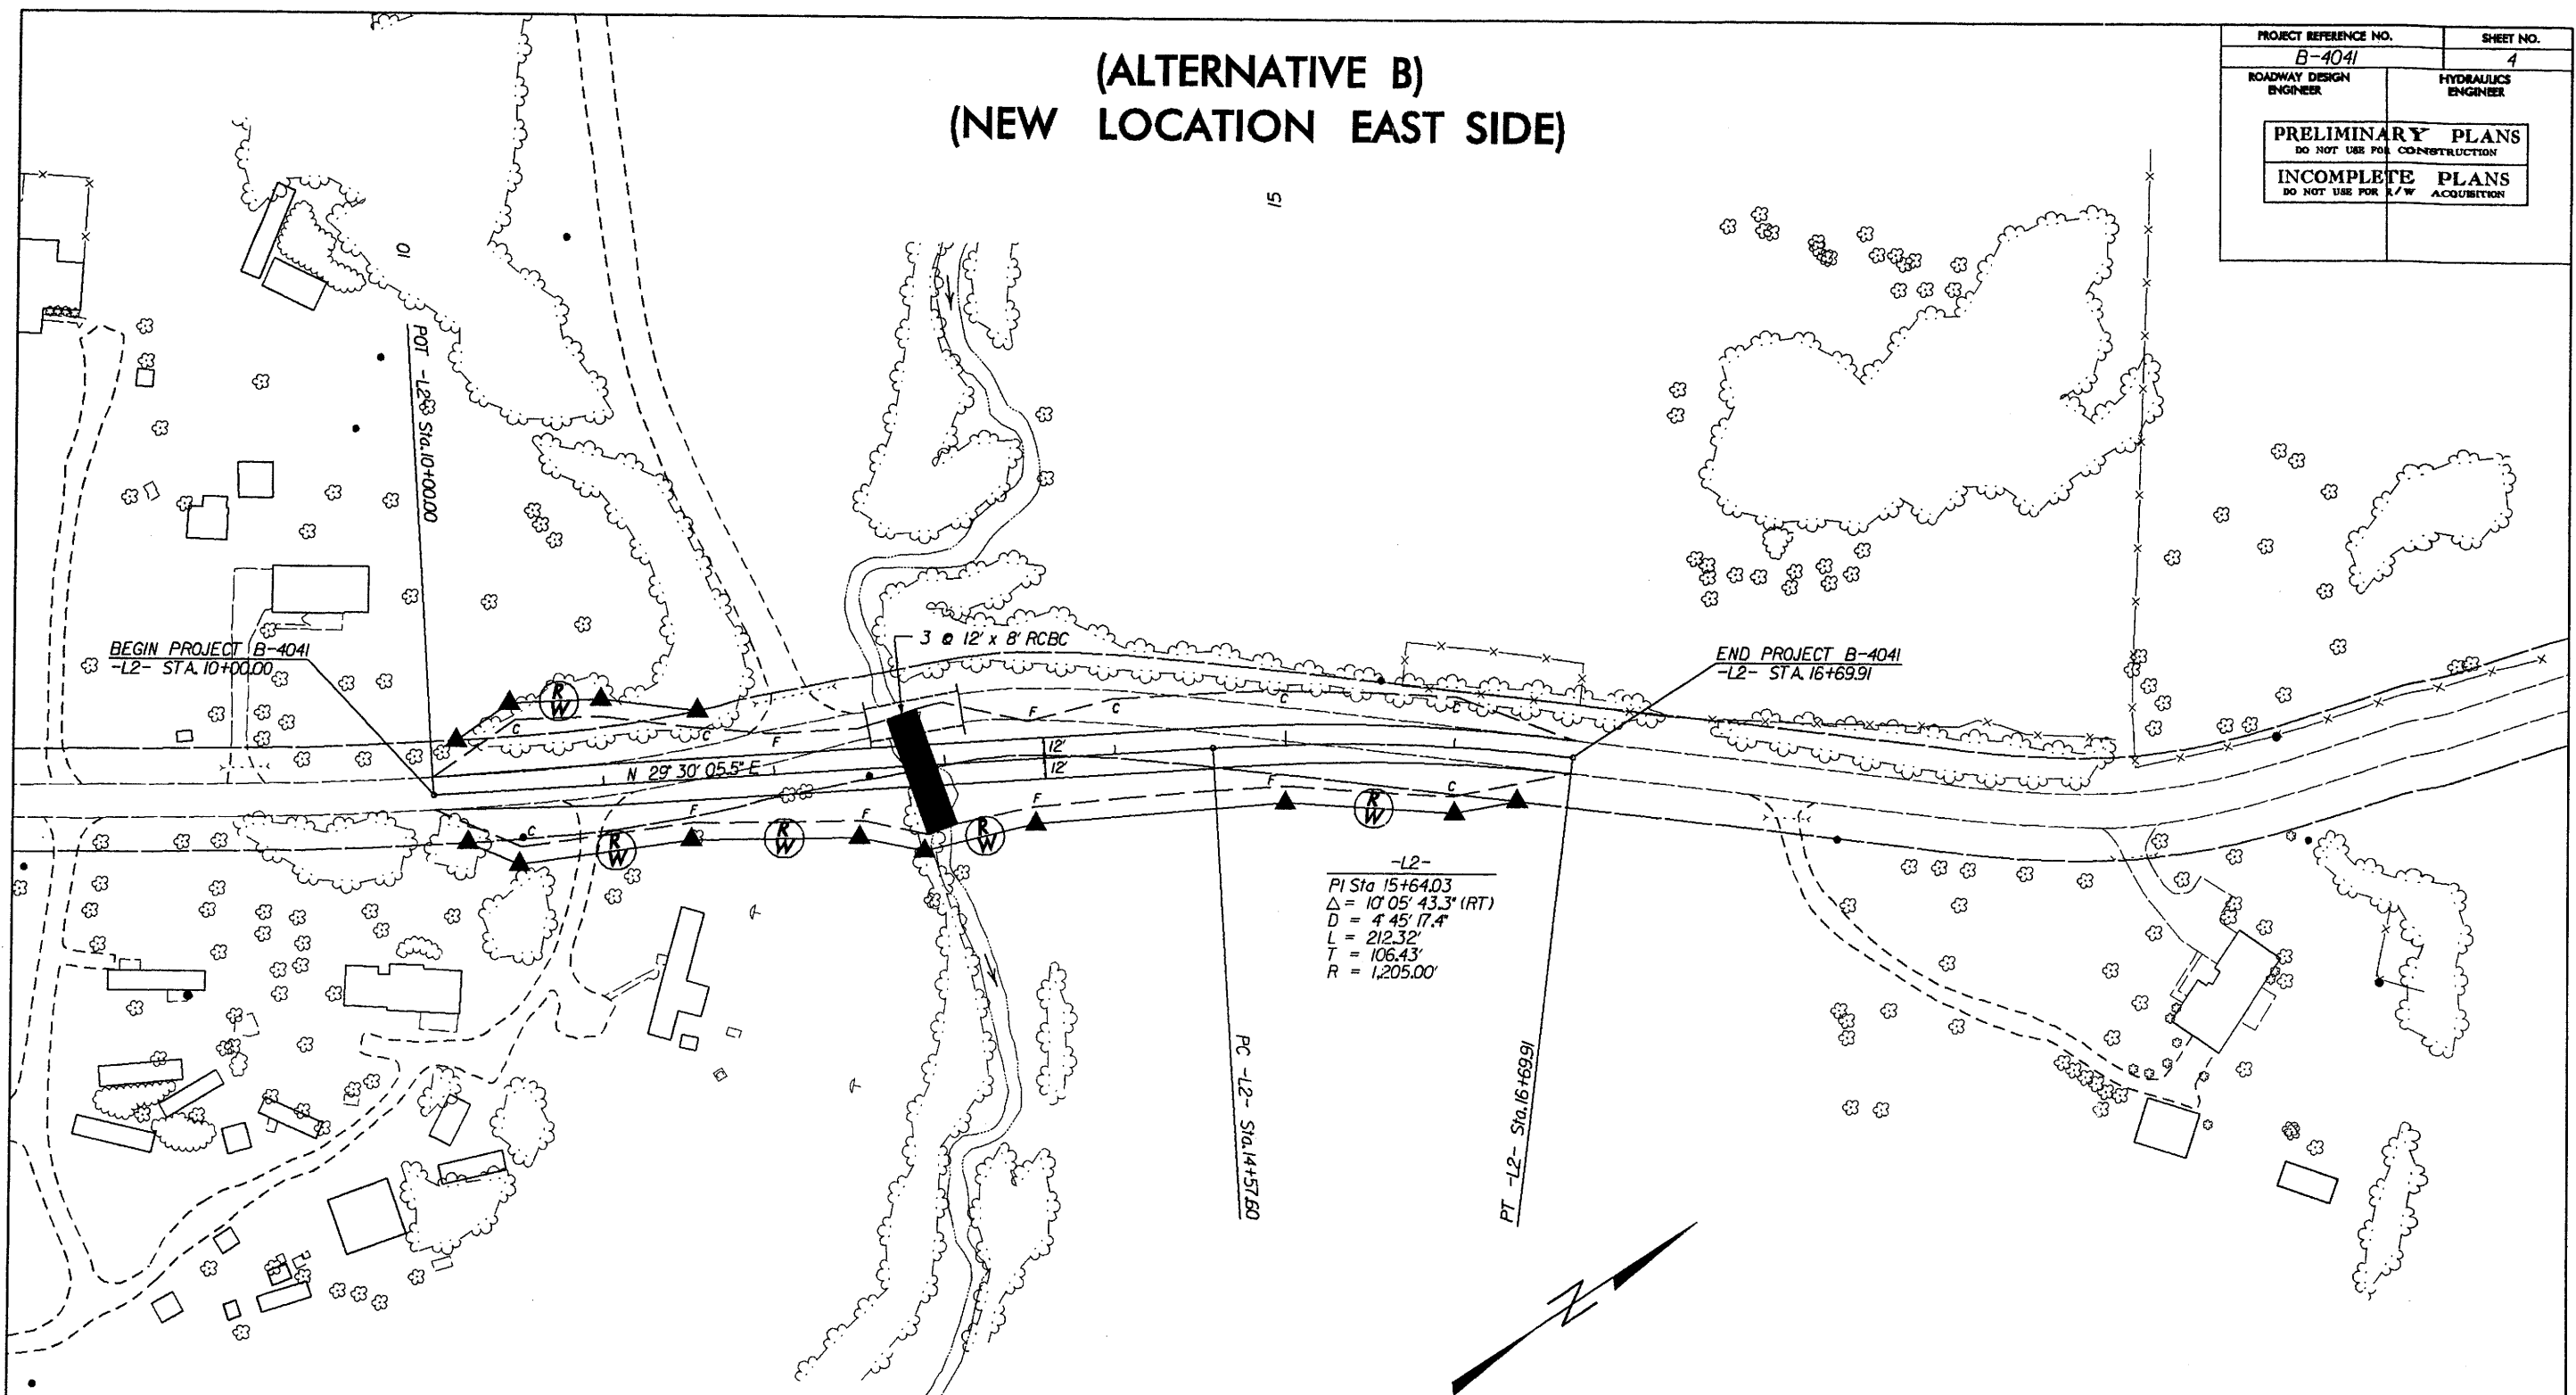 (ALTERNATIVE B)
(NEW LOCATION EAST SIDE)
PROJECT REFERENCE NO.
SHEET NO.
B-4041
4
ROADWAY DESIGN
ENGINEER
HYDRAULICS
ENGINEER
PRELIMINARY PLANS
DO NOT USE FOR CONSTRUCTION
INCOMPLETE PLANS
DO NOT USE FOR R/W ACQUISITION
15
10
POT -L2- Sta. 10+00.00
BEGIN PROJECT B-4041
-L2- STA. 10+00.00
3 @ 12' x 8' RCBC
END PROJECT B-4041
-L2- STA. 16+69.91
R
W
C
C
F
F
C
C
12'
12'
N 29° 30' 05.5" E
C
F
F
F
F
C
R
W
R
W
R
W
R
W
-L2-
PI Sta 15+64.03
Δ = 10° 05' 43.3" (RT)
D = 4° 45' 17.4"
L = 212.32'
T = 106.43'
R = 1,205.00'
PC -L2- Sta. 14+57.60
PT -L2- Sta. 16+69.91